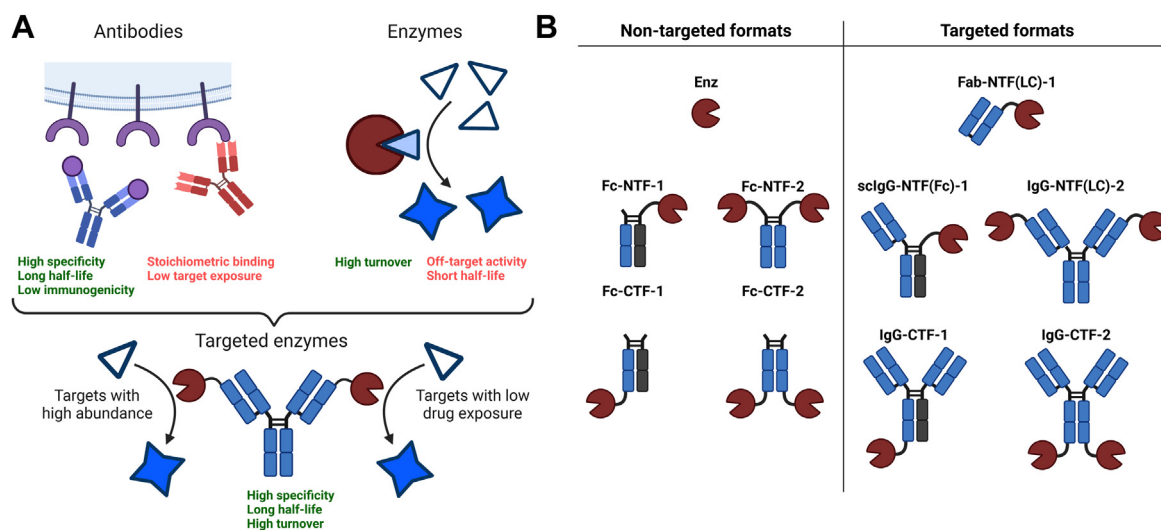 A
Antibodies
Enzymes
High specificity
Long half-life
Low immunogenicity
Stoichiometric binding
Low target exposure
High turnover
Off-target activity
Short half-life
Targeted enzymes
Targets with
high abundance
Targets with low
drug exposure
High specificity
Long half-life
High turnover
B
Non-targeted formats
Targeted formats
Enz
Fab-NTF(LC)-1
Fc-NTF-1
Fc-NTF-2
scIgG-NTF(Fc)-1
IgG-NTF(LC)-2
Fc-CTF-1
Fc-CTF-2
IgG-CTF-1
IgG-CTF-2